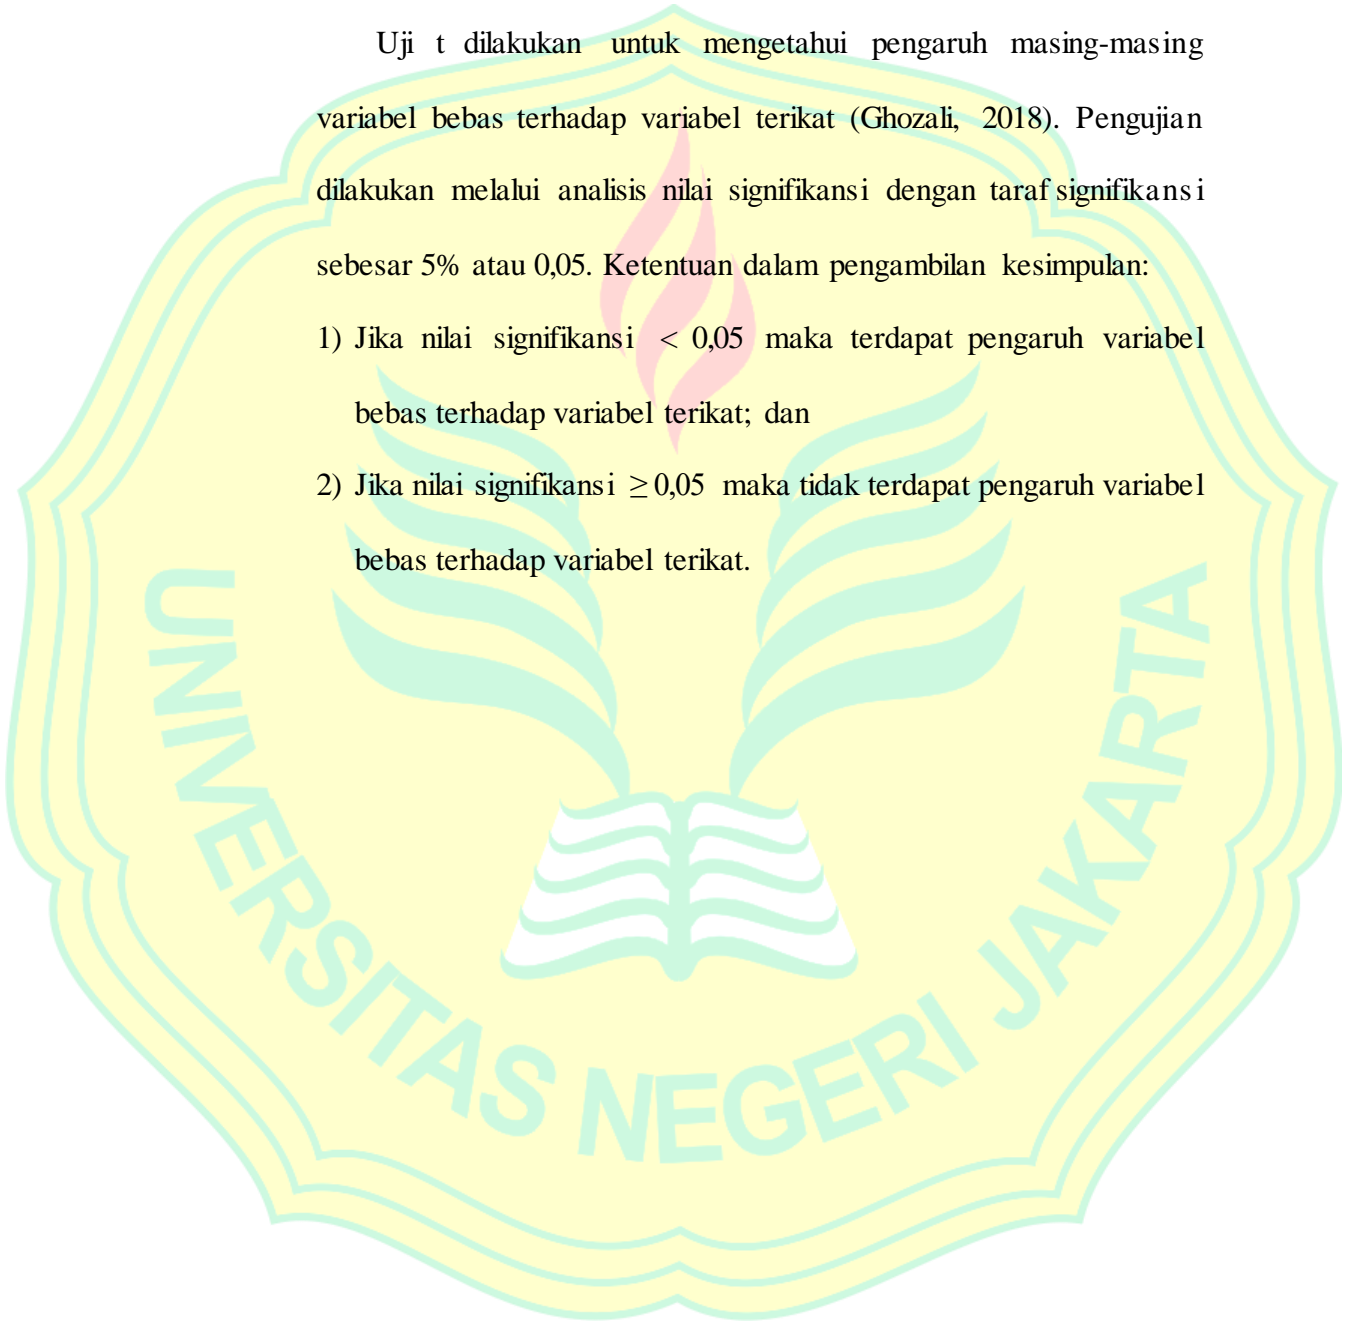 Uji t dilakukan untuk mengetahui pengaruh masing-masing
variabel bebas terhadap variabel terikat (Ghozali, 2018). Pengujian
dilakukan melalui analisis nilai signifikansi dengan taraf signifikansi
sebesar 5% atau 0,05. Ketentuan dalam pengambilan kesimpulan:
1) Jika nilai signifikansi < 0,05 maka terdapat pengaruh variabel
bebas terhadap variabel terikat; dan
2) Jika nilai signifikansi ≥ 0,05 maka tidak terdapat pengaruh variabel
bebas terhadap variabel terikat.
UNIVERSITAS NEGERI JAKARTA